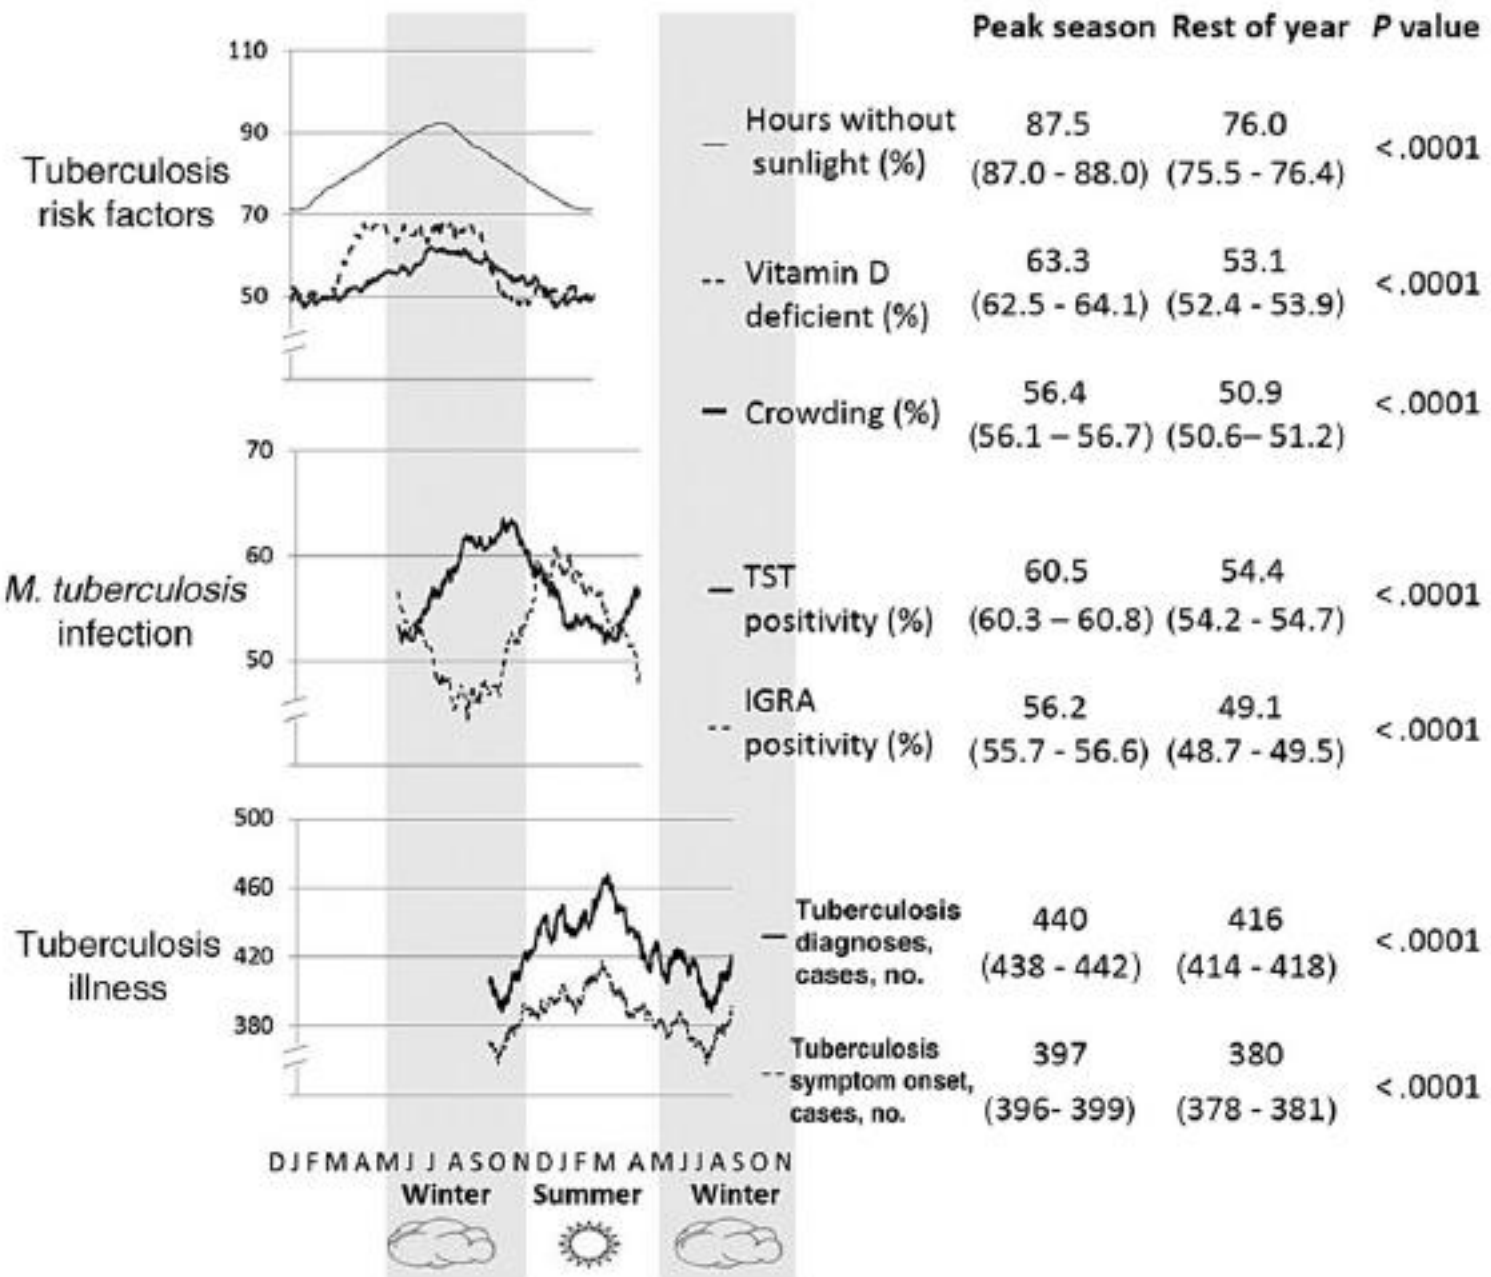 Peak season Rest of year P value
110
90
70
50
Tuberculosis
risk factors
Hours without
sunlight (%)
87.5
(87.0 - 88.0)
76.0
(75.5 - 76.4)
<.0001
Vitamin D
deficient (%)
63.3
(62.5 - 64.1)
53.1
(52.4 - 53.9)
<.0001
Crowding (%)
56.4
(56.1 – 56.7)
50.9
(50.6– 51.2)
<.0001
70
60
50
M. tuberculosis
infection
TST
positivity (%)
60.5
(60.3 – 60.8)
54.4
(54.2 - 54.7)
<.0001
IGRA
positivity (%)
56.2
(55.7 - 56.6)
49.1
(48.7 - 49.5)
<.0001
500
460
420
380
Tuberculosis
illness
Tuberculosis
diagnoses,
cases, no.
440
(438 - 442)
416
(414 - 418)
<.0001
Tuberculosis
symptom onset,
cases, no.
397
(396- 399)
380
(378 - 381)
<.0001
D J F M A M J J A S O N D J F M A M J J A S O N
Winter Summer Winter